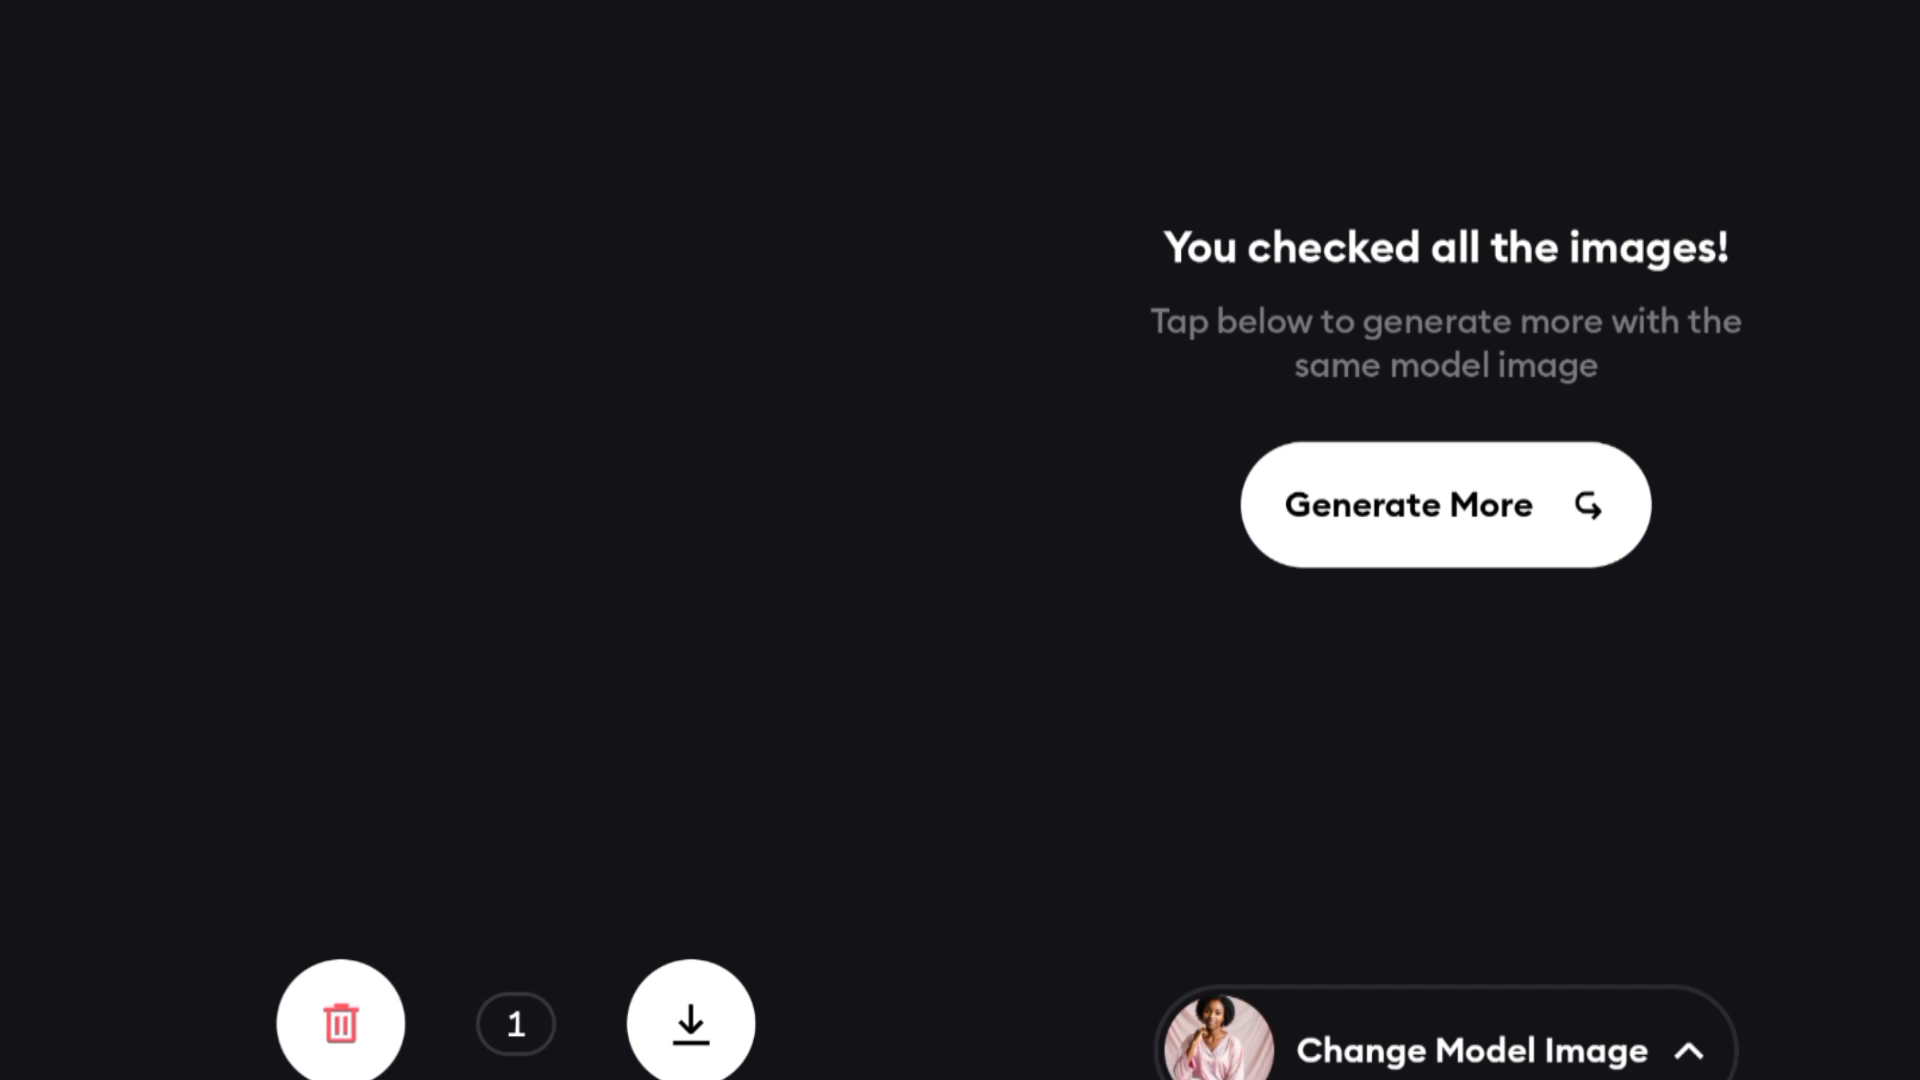 You checked all the images!
Tap below to generate more with the
same model image
Generate More
1
Change Model Image